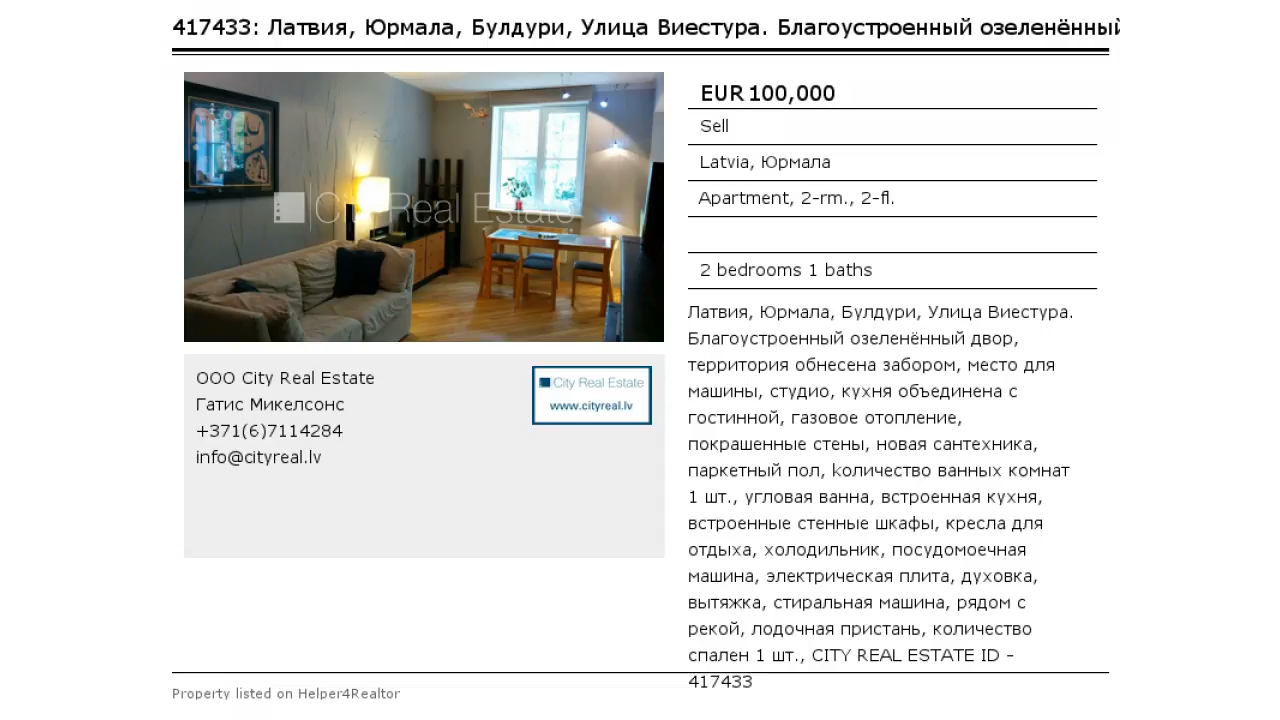 417433: Латвия, Юрмала, Булдури, Улица Виестура. Благоустроенный озеленённый
City Real Estate
EUR 100,000
Sell
Latvia, Юрмала
Apartment, 2-rm., 2-fl.
2 bedrooms 1 baths
Латвия, Юрмала, Булдури, Улица Виестура.
Благоустроенный озеленённый двор,
территория обнесена забором, место для
машины, студио, кухня объединена с
гостинной, газовое отопление,
покрашенные стены, новая сантехника,
паркетный пол, kоличество ванных комнат
1 шт., угловая ванна, встроенная кухня,
встроенные стенные шкафы, кресла для
отдыха, холодильник, посудомоечная
машина, электрическая плита, духовка,
вытяжка, стиральная машина, рядом с
рекой, лодочная пристань, количество
спален 1 шт., CITY REAL ESTATE ID -
417433
ООО City Real Estate
Гатис Микелсонс
+371(6)7114284
info@cityreal.lv
City Real Estate
www.cityreal.lv
Property listed on Helper4Realtor